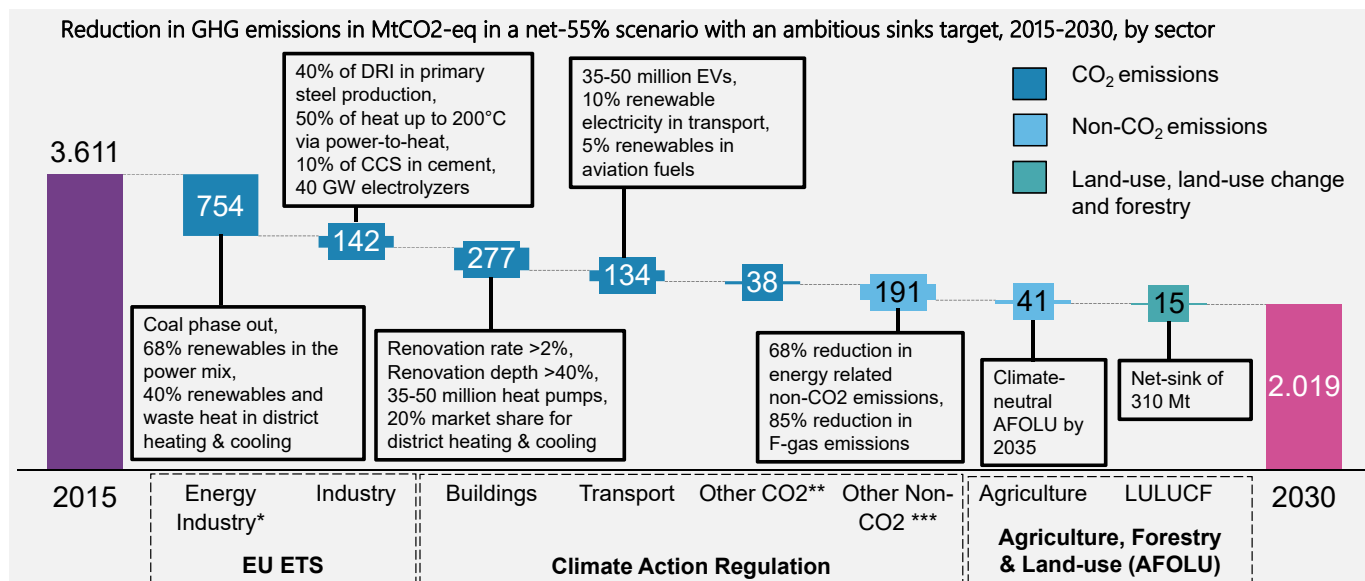 Reduction in GHG emissions in MtCO2-eq in a net-55% scenario with an ambitious sinks target, 2015-2030, by sector
CO₂ emissions
Non-CO₂ emissions
Land-use, land-use change
and forestry
40% of DRI in primary
steel production,
50% of heat up to 200°C
via power-to-heat,
10% of CCS in cement,
40 GW electrolyzers
35-50 million EVs,
10% renewable
electricity in transport,
5% renewables in
aviation fuels
3.611
754
142
277
134
38
191
41
15
2.019
Coal phase out,
68% renewables in the
power mix,
40% renewables and
waste heat in district
heating & cooling
Renovation rate >2%,
Renovation depth >40%,
35-50 million heat pumps,
20% market share for
district heating & cooling
68% reduction in
energy related
non-CO2 emissions,
85% reduction in
F-gas emissions
Climate-
neutral
AFOLU by
2035
Net-sink of
310 Mt
2015
Energy
Industry*
Industry
Buildings
Transport
Other CO2**
Other Non-
CO2 ***
Agriculture
LULUCF
2030
EU ETS
Climate Action Regulation
Agriculture, Forestry
& Land-use (AFOLU)